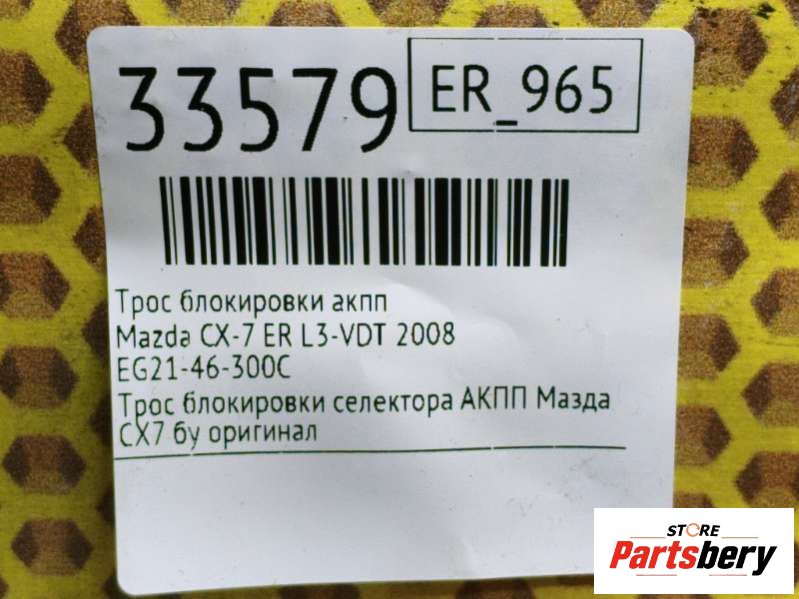 33579
ER_965
Трос блокировки акпп
Mazda CX-7 ER L3-VDT 2008
EG21-46-300C
Трос блокировки селектора АКПП Мазда
СХ7 бу оригинал
STORE
Partsbery